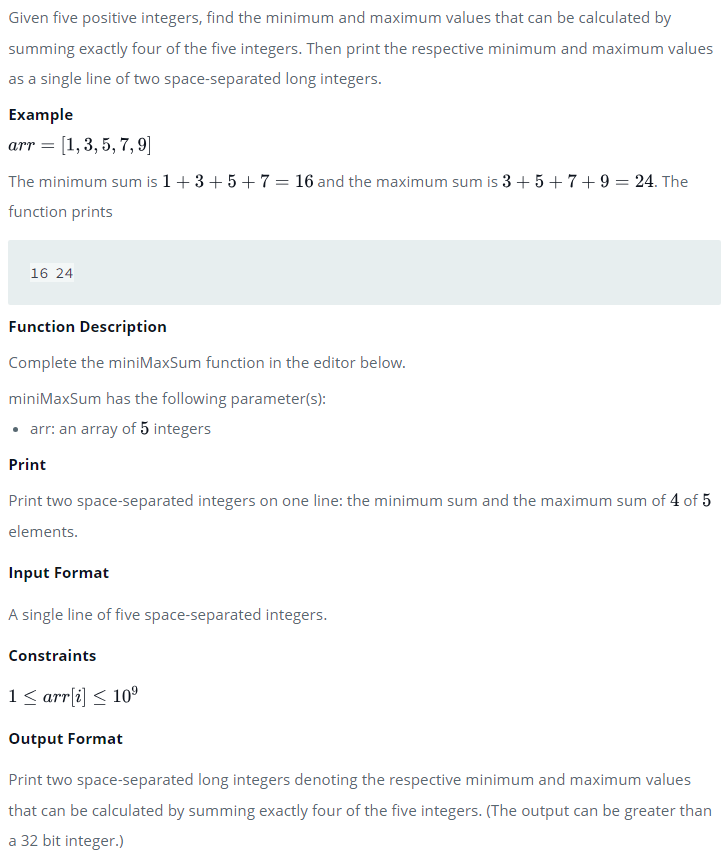 Given five positive integers, find the minimum and maximum values that can be calculated by
summing exactly four of the five integers. Then print the respective minimum and maximum values
as a single line of two space-separated long integers.
Example
arr = [1, 3, 5, 7, 9]
The minimum sum is 1 + 3 + 5 + 7 = 16 and the maximum sum is 3 + 5 + 7 + 9 = 24. The
function prints
16 24
Function Description
Complete the miniMaxSum function in the editor below.
miniMaxSum has the following parameter(s):
• arr: an array of 5 integers
Print
Print two space-separated integers on one line: the minimum sum and the maximum sum of 4 of 5
elements.
Input Format
A single line of five space-separated integers.
Constraints
1 ≤ arr[i] ≤ 10⁹
Output Format
Print two space-separated long integers denoting the respective minimum and maximum values
that can be calculated by summing exactly four of the five integers. (The output can be greater than
a 32 bit integer.)